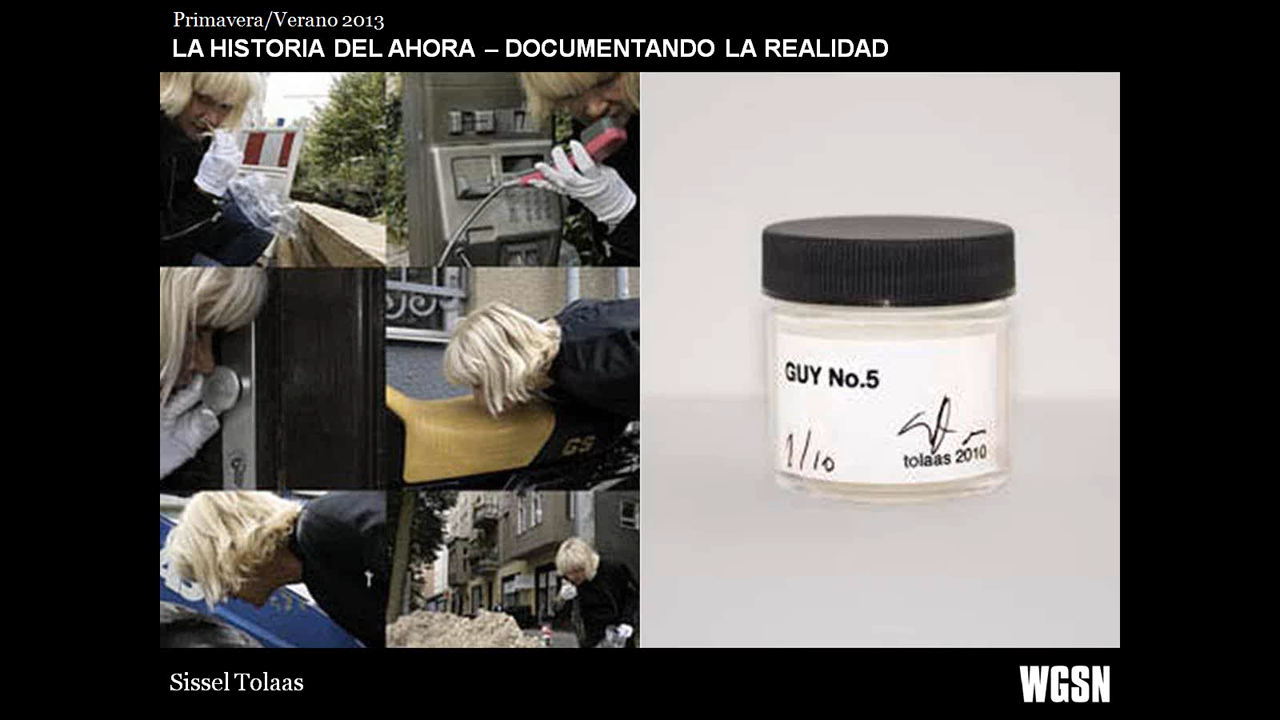 Primavera/Verano 2013
LA HISTORIA DEL AHORA – DOCUMENTANDO LA REALIDAD
GS
GUY No.5
1/10
tolaas 2010
Sissel Tolaas
WGSN